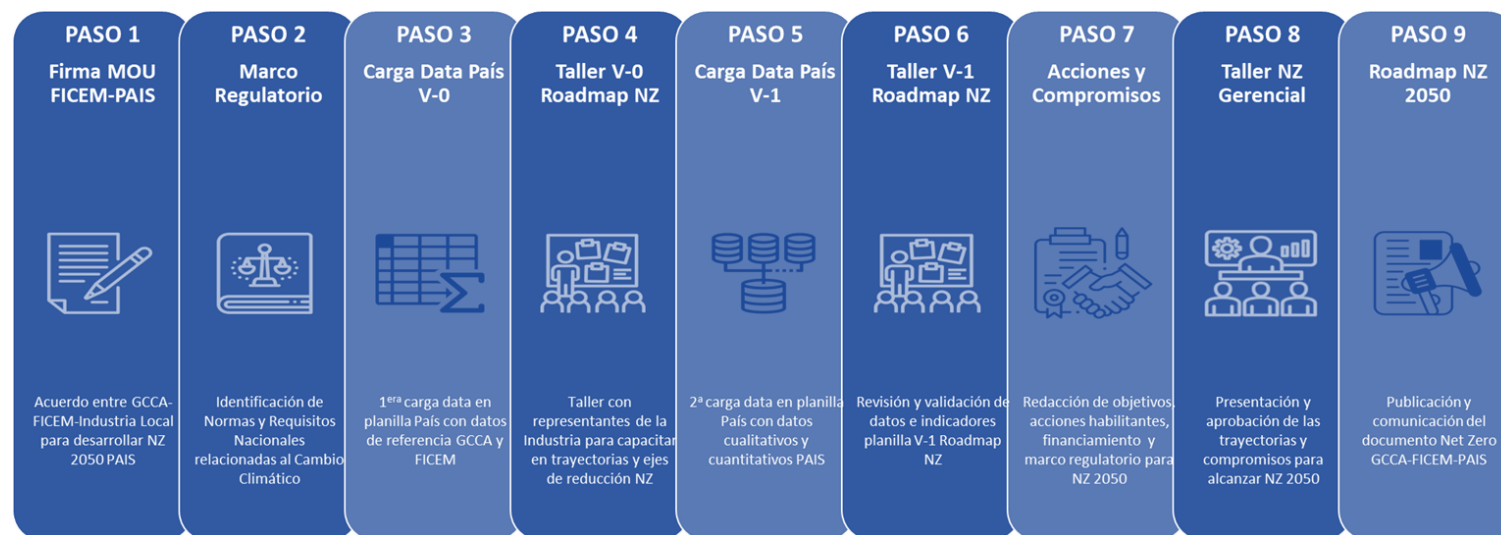 PASO 1
Firma MOU
FICEM-PAIS
Acuerdo entre GCCA-
FICEM-Industria Local
para desarrollar NZ
2050 PAIS
PASO 2
Marco
Regulatorio
Identificación de
Normas y Requisitos
Nacionales
relacionadas al Cambio
Climático
PASO 3
Carga Data País
V-0
1era carga data en
planilla País con datos
de referencia GCCA y
FICEM
PASO 4
Taller V-0
Roadmap NZ
Taller con
representantes de la
Industria para capacitar
en trayectorias y ejes
de reducción NZ
PASO 5
Carga Data País
V-1
2ª carga data en planilla
País con datos
cualitativos y
cuantitativos PAIS
PASO 6
Taller V-1
Roadmap NZ
Revisión y validación de
datos e indicadores
planilla V-1 Roadmap
NZ
PASO 7
Acciones y
Compromisos
Redacción de objetivos,
acciones habilitantes,
financiamiento y
marco regulatorio para
NZ 2050
PASO 8
Taller NZ
Gerencial
Presentación y
aprobación de las
trayectorias y
compromisos para
alcanzar NZ 2050
PASO 9
Roadmap NZ
2050
Publicación y
comunicación del
documento Net Zero
GCCA-FICEM-PAIS